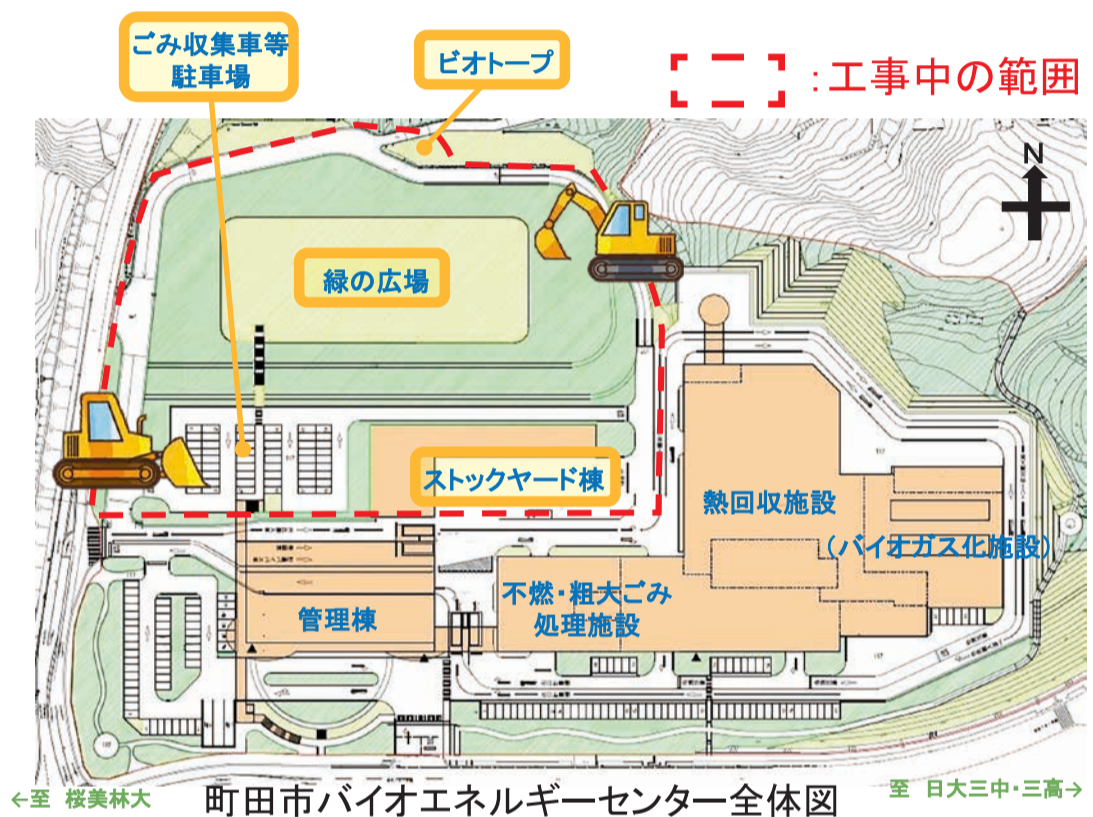 ごみ収集車等
駐車場
ビオトープ
:工事中の範囲
N
緑の広場
ストックヤード棟
熱回収施設
(バイオガス化施設)
不燃・粗大ごみ
処理施設
管理棟
←至 桜美林大
町田市バイオエネルギーセンター全体図
至 日大三中・三高→